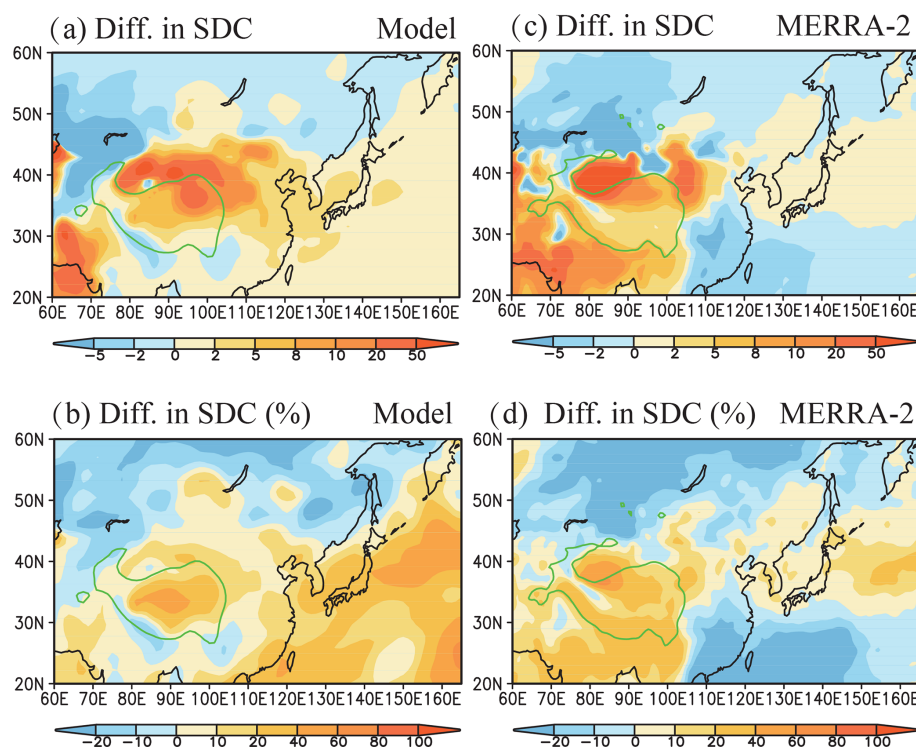 (a) Diff. in SDC Model
60N
50N
40N
30N
20N
60E 70E 80E 90E 100E 110E 120E 130E 140E 150E 160E
-5 -2 0 2 5 8 10 20 50
(c) Diff. in SDC MERRA-2
60N
50N
40N
30N
20N
60E 70E 80E 90E 100E 110E 120E 130E 140E 150E 160E
-5 -2 0 2 5 8 10 20 50
(b) Diff. in SDC (%) Model
60N
50N
40N
30N
20N
60E 70E 80E 90E 100E 110E 120E 130E 140E 150E 160E
-20 -10 0 10 20 40 60 80 100
(d) Diff. in SDC (%) MERRA-2
60N
50N
40N
30N
20N
60E 70E 80E 90E 100E 110E 120E 130E 140E 150E 160E
-20 -10 0 10 20 40 60 80 100